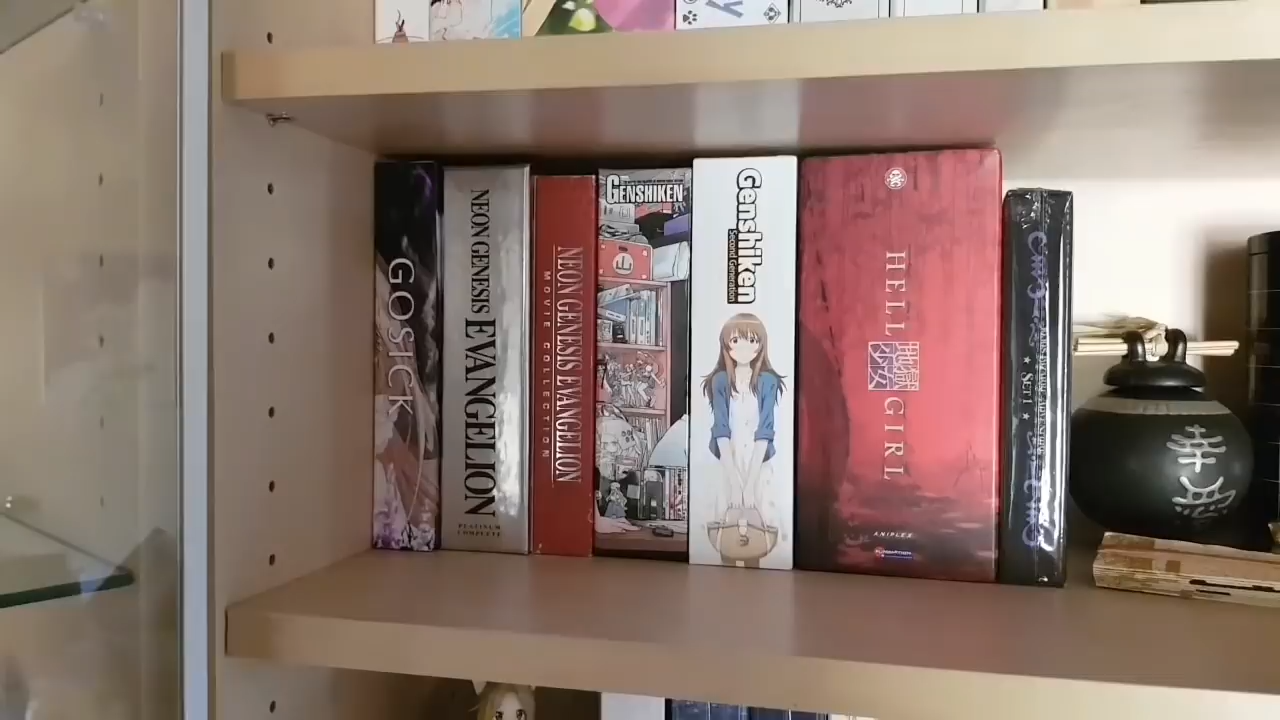 GOSICK
NEON GENESIS EVANGELION
PLATINUM
COMPLETE
NEON GENESIS EVANGELION
MOVIE COLLECTION
GENSHIKEN
Genshiken
Second Generation
HELL GIRL
地獄
少女
ANIPLEX
FUNIMATION
★ SET 1 ★